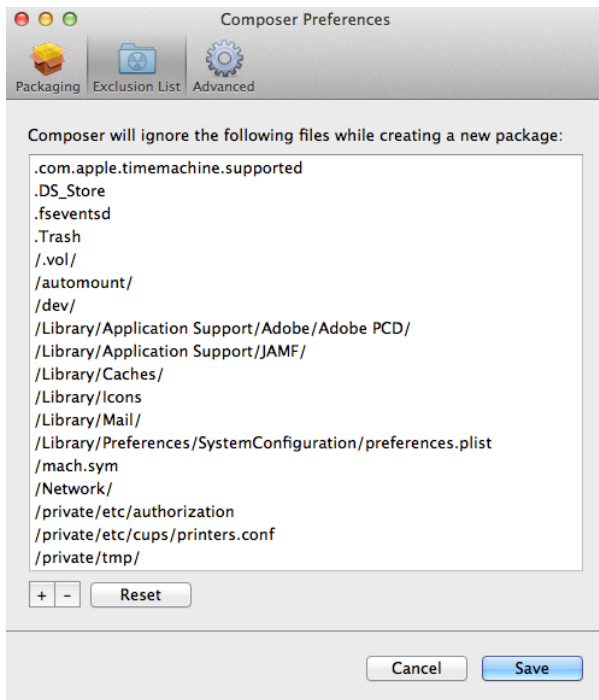 Composer Preferences
Packaging Exclusion List Advanced
Composer will ignore the following files while creating a new package:
.com.apple.timemachine.supported
.DS_Store
.fseventsd
.Trash
/.vol/
/automount/
/dev/
/Library/Application Support/Adobe/Adobe PCD/
/Library/Application Support/JAMF/
/Library/Caches/
/Library/Icons
/Library/Mail/
/Library/Preferences/SystemConfiguration/preferences.plist
/mach.sym
/Network/
/private/etc/authorization
/private/etc/cups/printers.conf
/private/tmp/
+ - Reset
Cancel Save